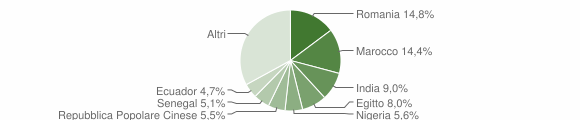 Romania 14,8%
Altri
Marocco 14,4%
India 9,0%
Ecuador 4,7%
Senegal 5,1%
Egitto 8,0%
Repubblica Popolare Cinese 5,5%
Nigeria 5,6%